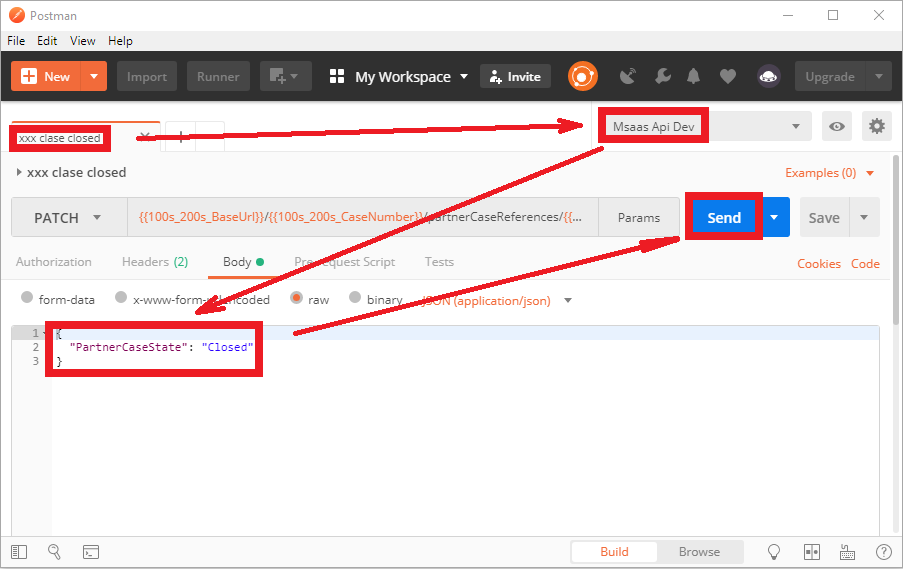 Postman
File Edit View Help
New Import Runner My Workspace Invite Upgrade
xxx clase closed Msaas Api Dev
xxx clase closed Examples (0)
PATCH {{100s_200s_BaseUrl}}/{{100s_200s_CaseNumber}}/partnerCaseReferences/{{... Params Send Save
Authorization Headers (2) Body Pre-request Script Tests Cookies Code
form-data x-www-form-urlencoded raw binary JSON (application/json)
1 {
2 "PartnerCaseState": "Closed"
3 }
Build Browse